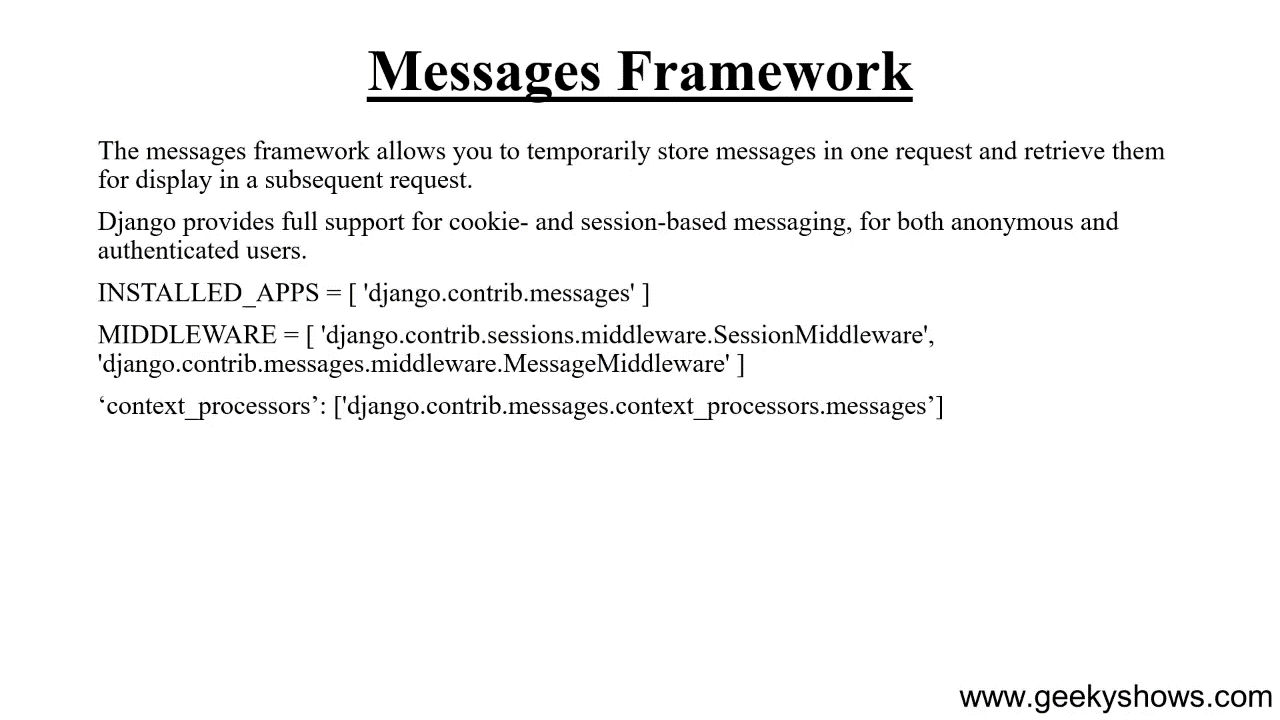 Messages Framework
The messages framework allows you to temporarily store messages in one request and retrieve them
for display in a subsequent request.
Django provides full support for cookie- and session-based messaging, for both anonymous and
authenticated users.
INSTALLED_APPS = [ 'django.contrib.messages' ]
MIDDLEWARE = [ 'django.contrib.sessions.middleware.SessionMiddleware',
'django.contrib.messages.middleware.MessageMiddleware' ]
‘context_processors’: ['django.contrib.messages.context_processors.messages’]
www.geekyshows.com